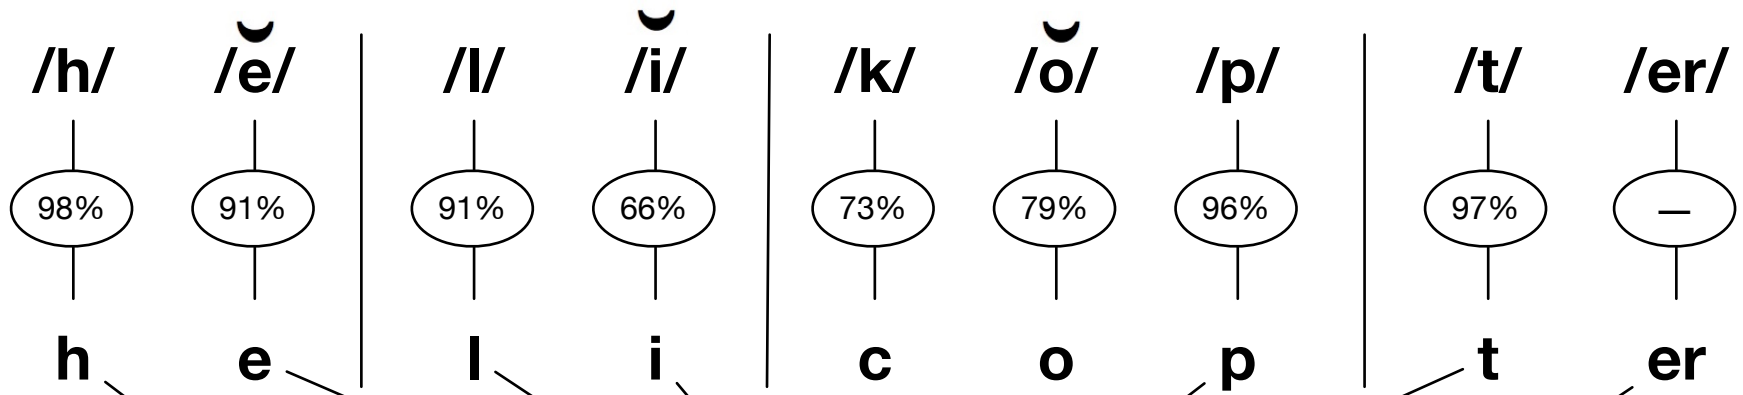 /h/ /ĕ/ /l/ /ĭ/ /k/ /ŏ/ /p/ /t/ /er/
98% 91% 91% 66% 73% 79% 96% 97% —
h e l i c o p t er